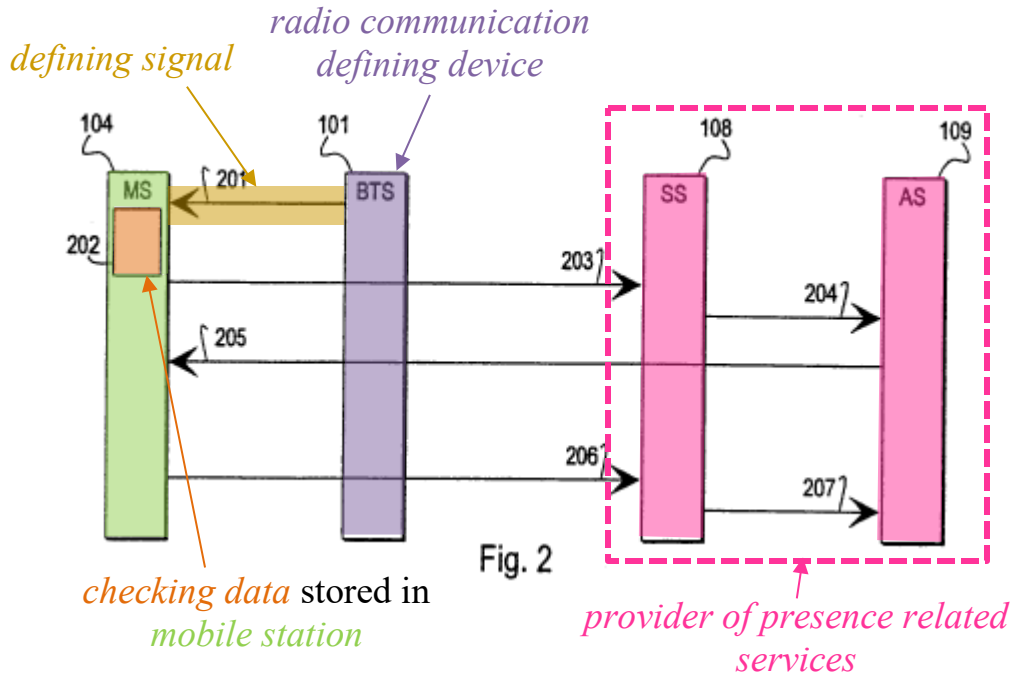 radio communication
defining device
defining signal
104
101
108
109
MS
201
BTS
SS
AS
202
203
204
205
206
207
Fig. 2
checking data stored in
mobile station
provider of presence related
services